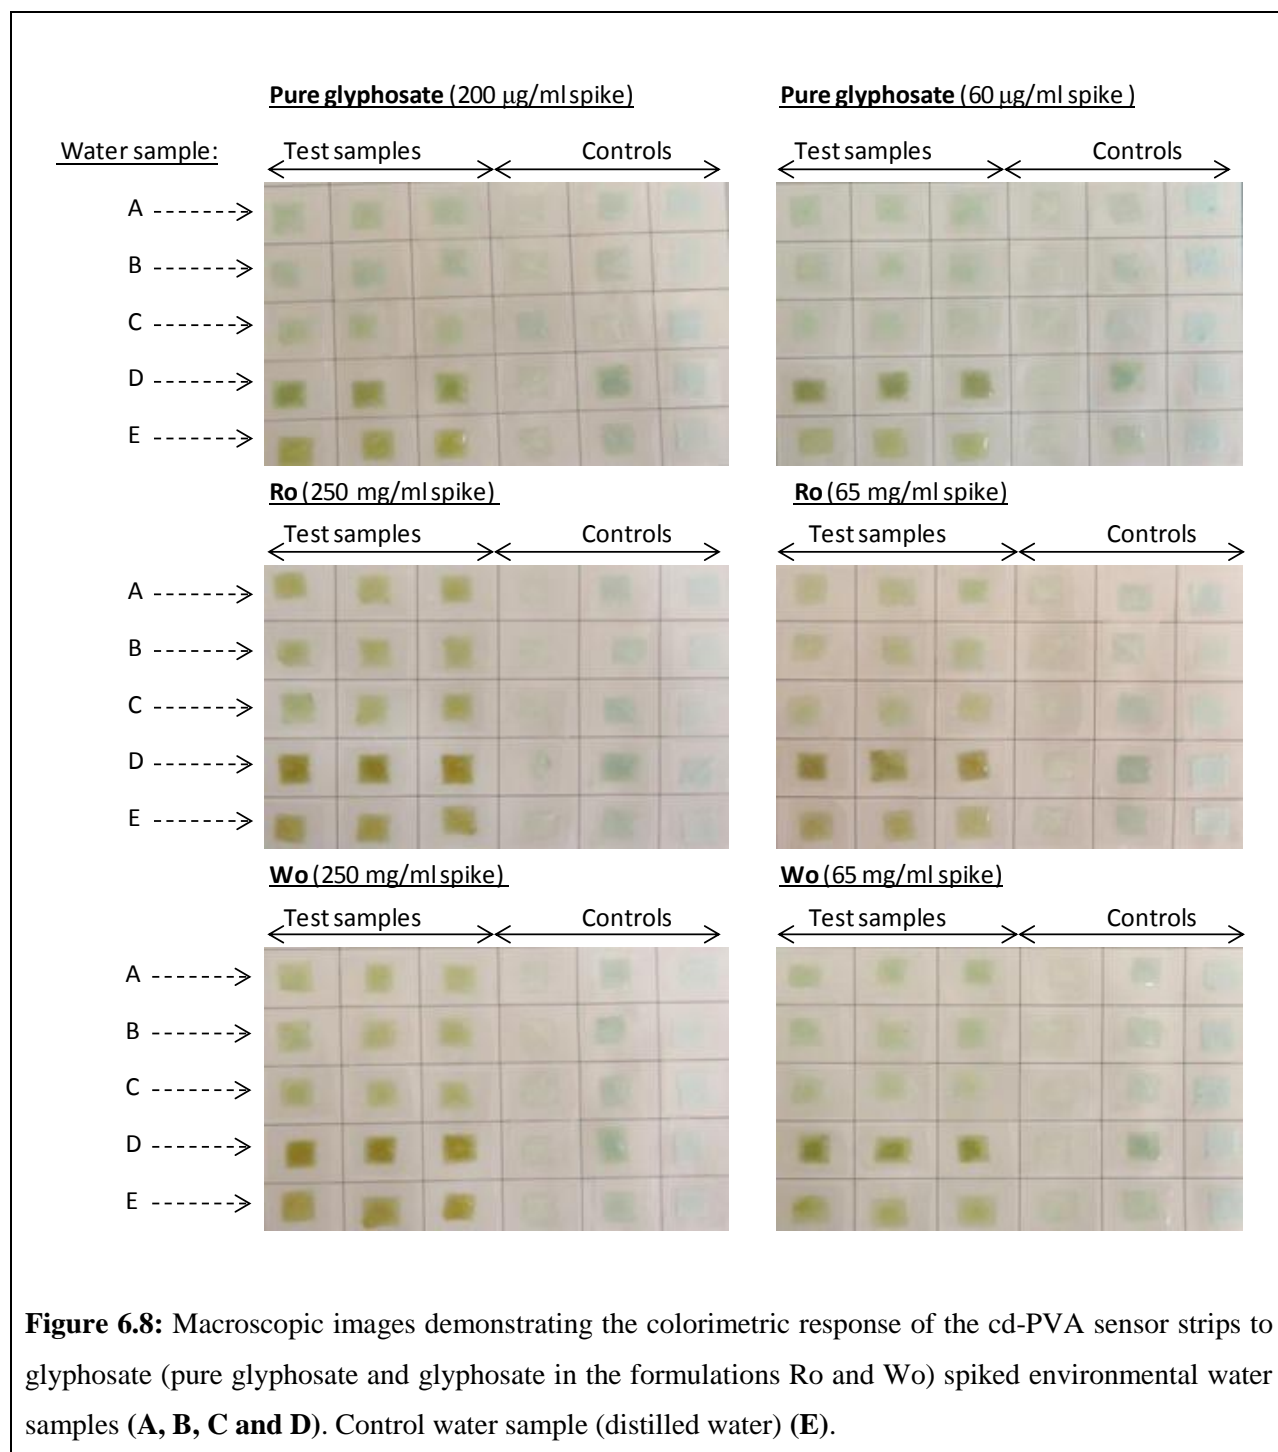 Pure glyphosate (200 µg/ml spike) Pure glyphosate (60 µg/ml spike )
Water sample: Test samples Controls Test samples Controls
A
B
C
D
E
Ro (250 mg/ml spike) Ro (65 mg/ml spike)
Test samples Controls Test samples Controls
A
B
C
D
E
Wo (250 mg/ml spike) Wo (65 mg/ml spike)
Test samples Controls Test samples Controls
A
B
C
D
E
Figure 6.8: Macroscopic images demonstrating the colorimetric response of the cd-PVA sensor strips to
glyphosate (pure glyphosate and glyphosate in the formulations Ro and Wo) spiked environmental water
samples (A, B, C and D). Control water sample (distilled water) (E).